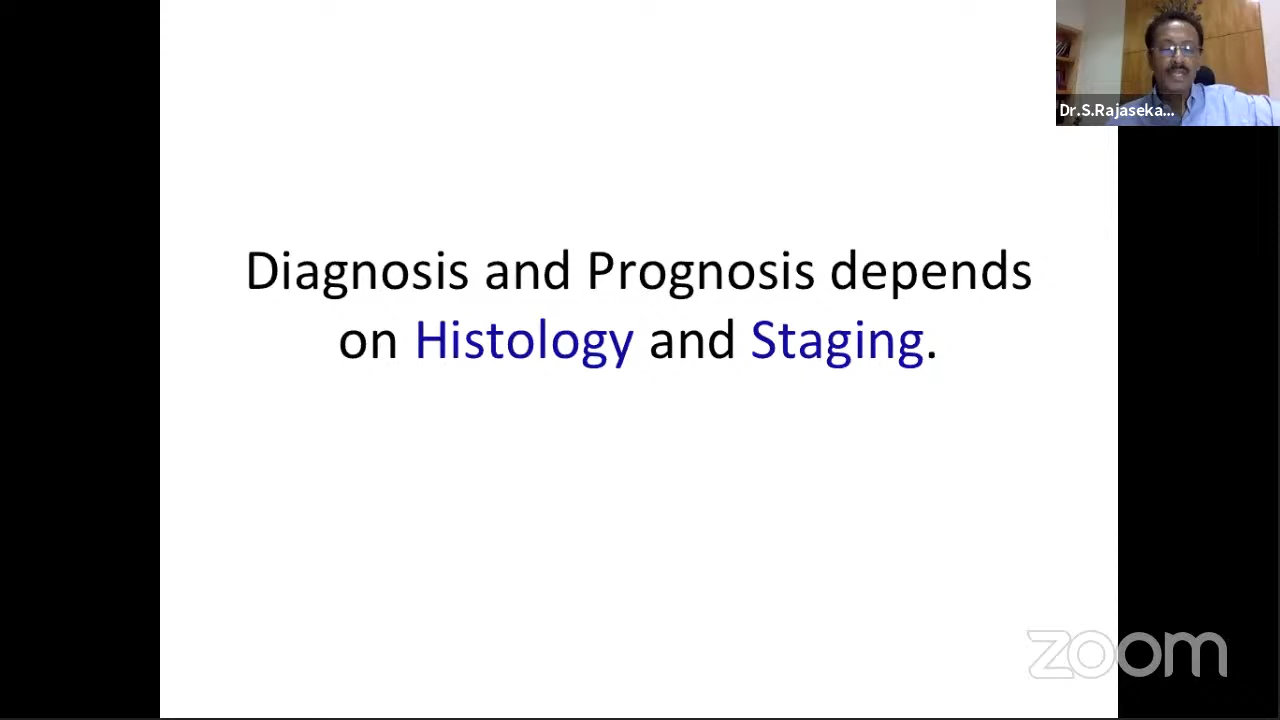 Dr.S.Rajaseka...
Diagnosis and Prognosis depends
on Histology and Staging.
zoom